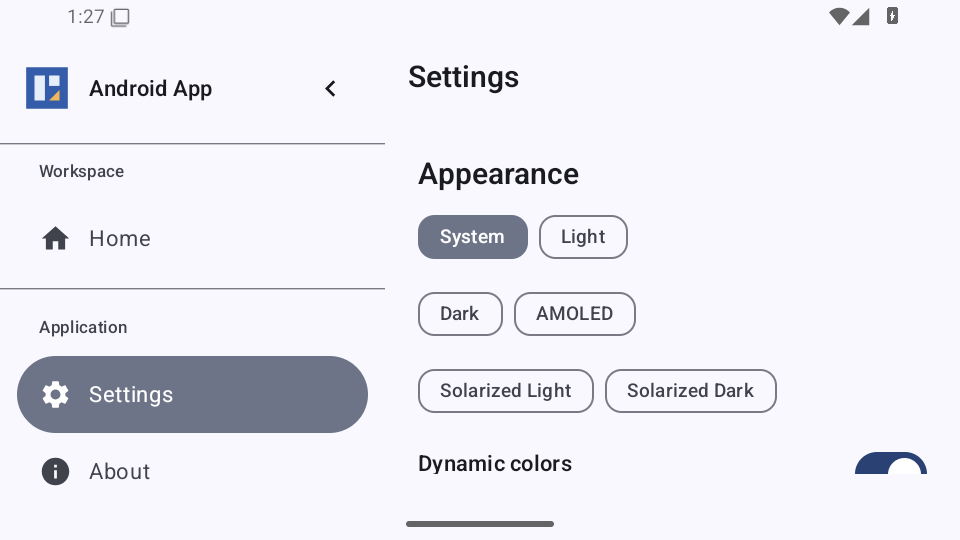 1:27
Android App
Workspace
Home
Application
Settings
About
Settings
Appearance
System
Light
Dark
AMOLED
Solarized Light
Solarized Dark
Dynamic colors